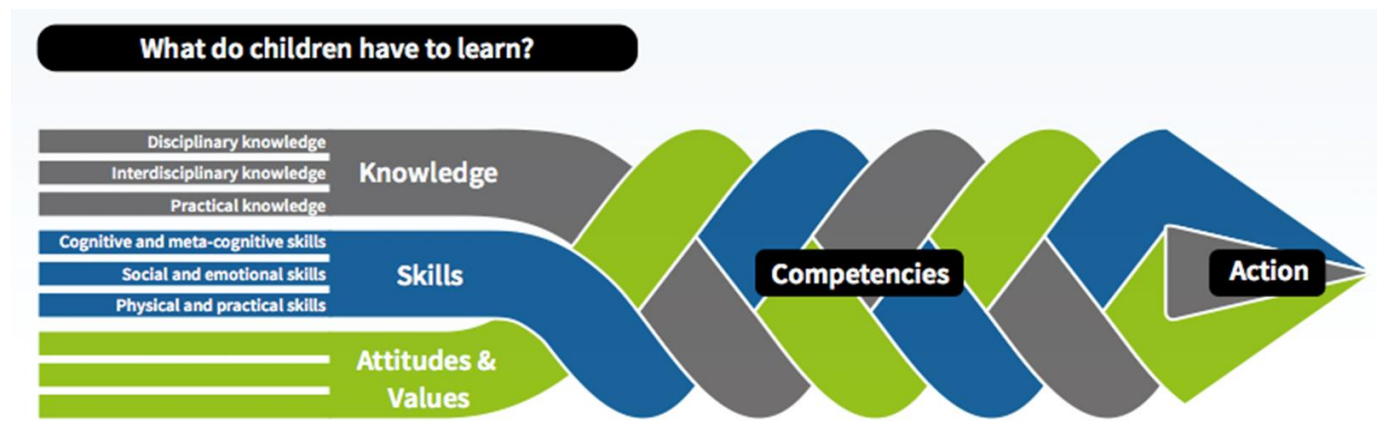 What do children have to learn?
Disciplinary knowledge
Interdisciplinary knowledge
Practical knowledge
Knowledge
Cognitive and meta-cognitive skills
Social and emotional skills
Physical and practical skills
Skills
Attitudes &
Values
Competencies
Action